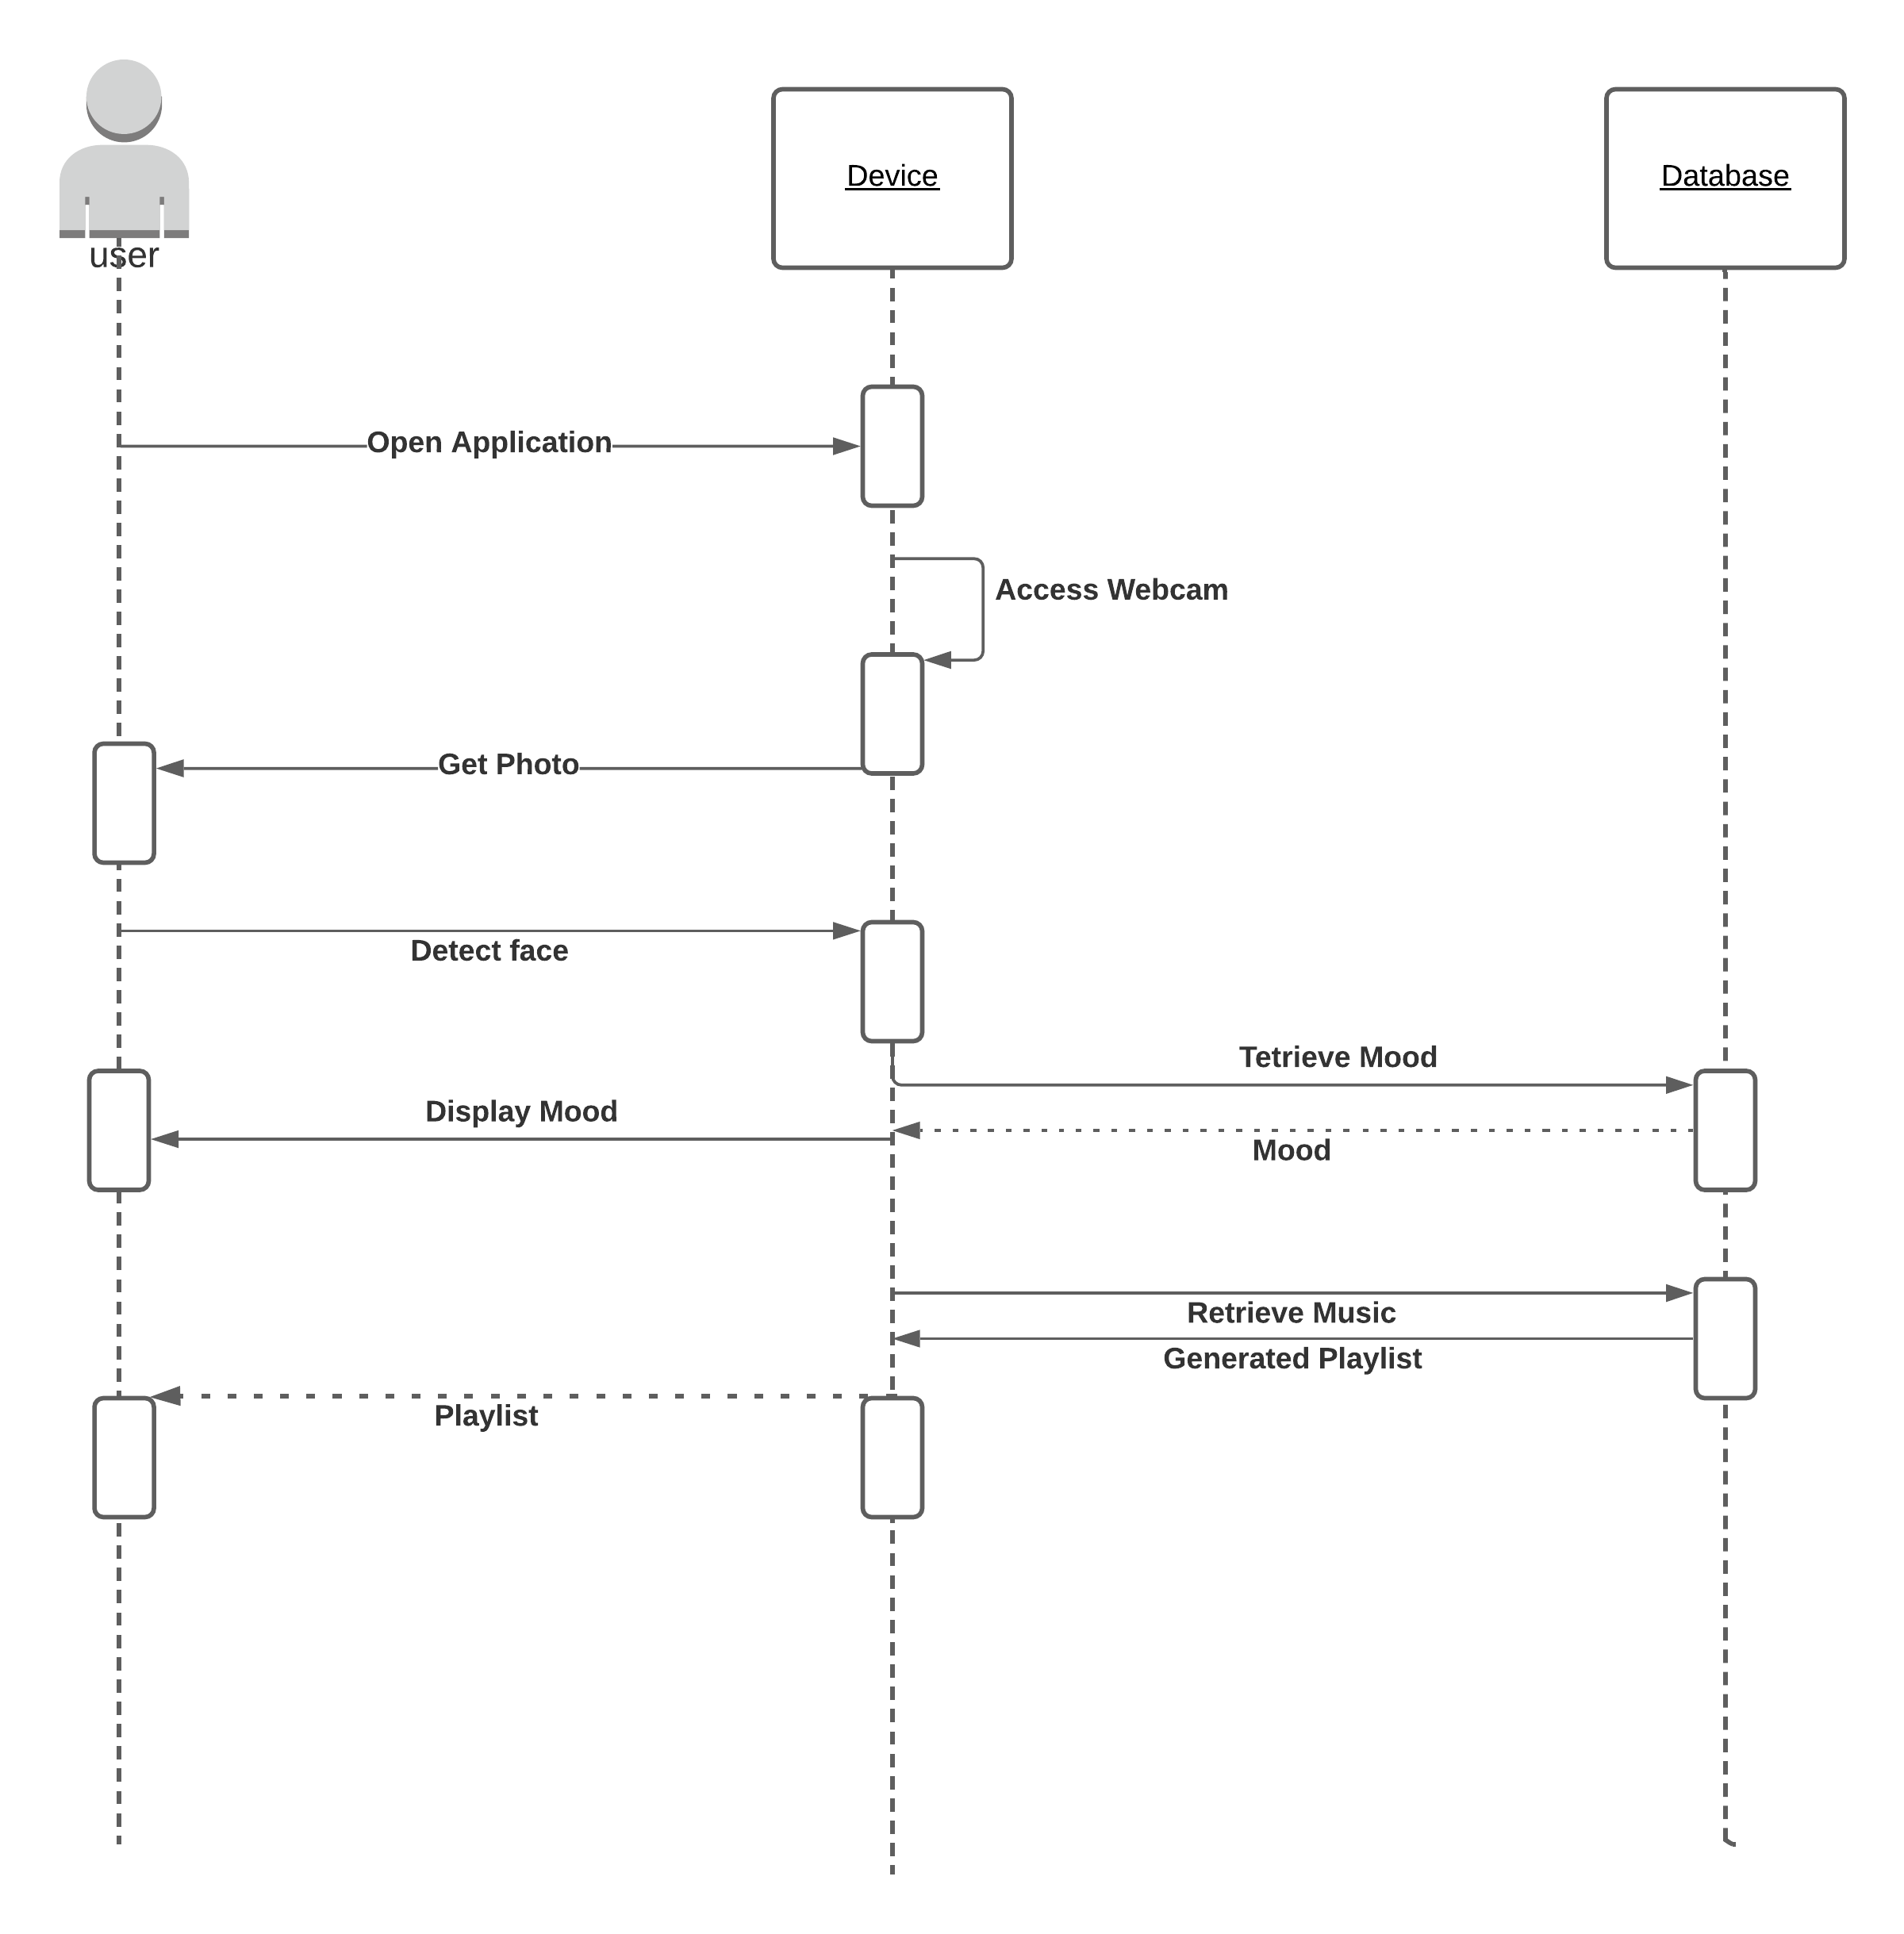 Device
Database
user
Open Application
Access Webcam
Get Photo
Detect face
Tetrieve Mood
Display Mood
Mood
Retrieve Music
Generated Playlist
Playlist